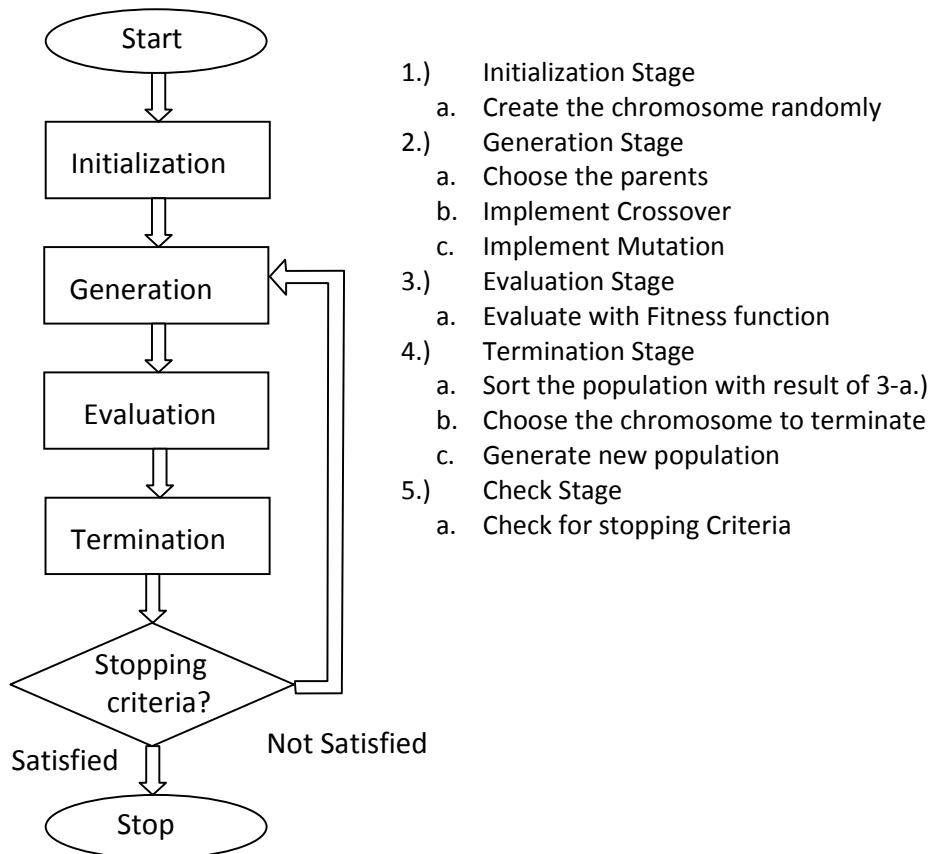 Start
Initialization
Generation
Evaluation
Termination
Stopping
criteria?
Not Satisfied
Satisfied
Stop
1.) Initialization Stage
a. Create the chromosome randomly
2.) Generation Stage
a. Choose the parents
b. Implement Crossover
c. Implement Mutation
3.) Evaluation Stage
a. Evaluate with Fitness function
4.) Termination Stage
a. Sort the population with result of 3-a.)
b. Choose the chromosome to terminate
c. Generate new population
5.) Check Stage
a. Check for stopping Criteria